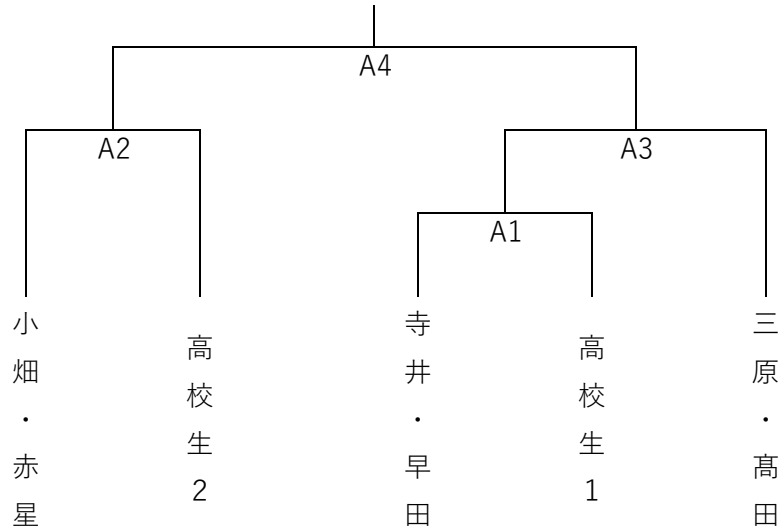 A4
A2
A3
A1
小畑・赤星
高校生2
寺井・早田
高校生1
三原・髙田